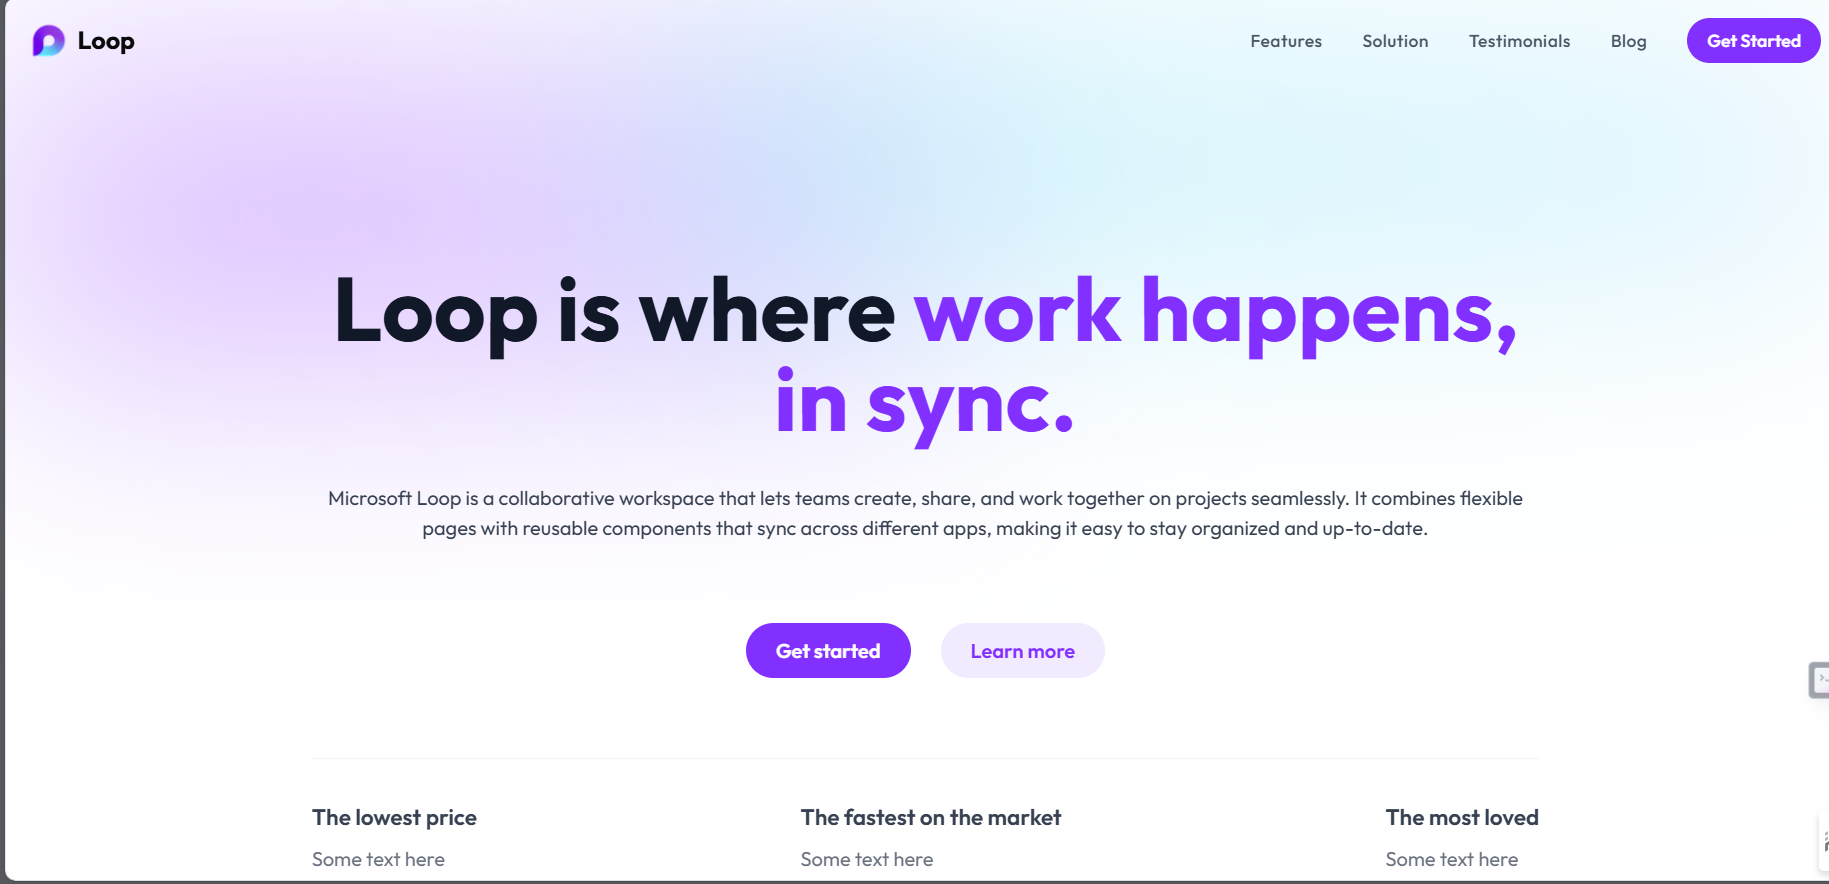 Loop
Features
Solution
Testimonials
Blog
Get Started
Loop is where work happens,
in sync.
Microsoft Loop is a collaborative workspace that lets teams create, share, and work together on projects seamlessly. It combines flexible
pages with reusable components that sync across different apps, making it easy to stay organized and up-to-date.
Get started
Learn more
The lowest price
The fastest on the market
The most loved
Some text here
Some text here
Some text here